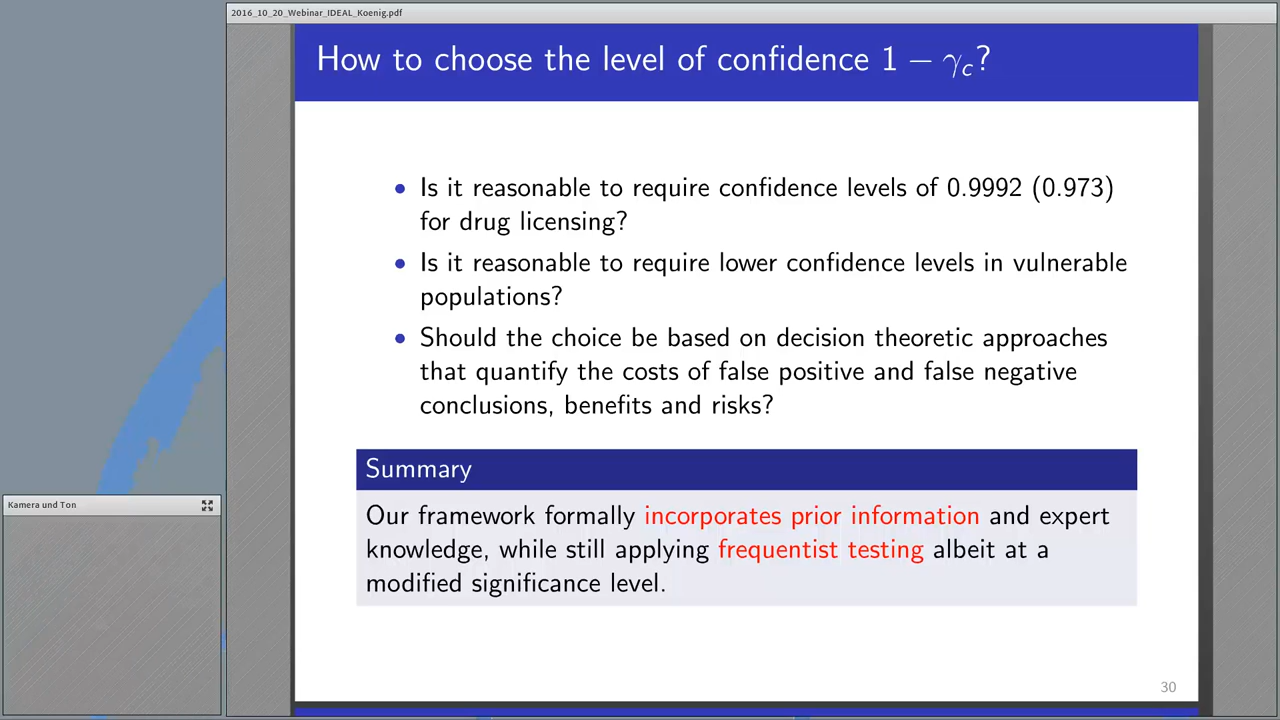 2016_10_20_Webinar_IDEAL_Koenig.pdf
How to choose the level of confidence 1 − γc?
• Is it reasonable to require confidence levels of 0.9992 (0.973)
for drug licensing?
• Is it reasonable to require lower confidence levels in vulnerable
populations?
• Should the choice be based on decision theoretic approaches
that quantify the costs of false positive and false negative
conclusions, benefits and risks?
Summary
Our framework formally incorporates prior information and expert
knowledge, while still applying frequentist testing albeit at a
modified significance level.
Kamera und Ton
30